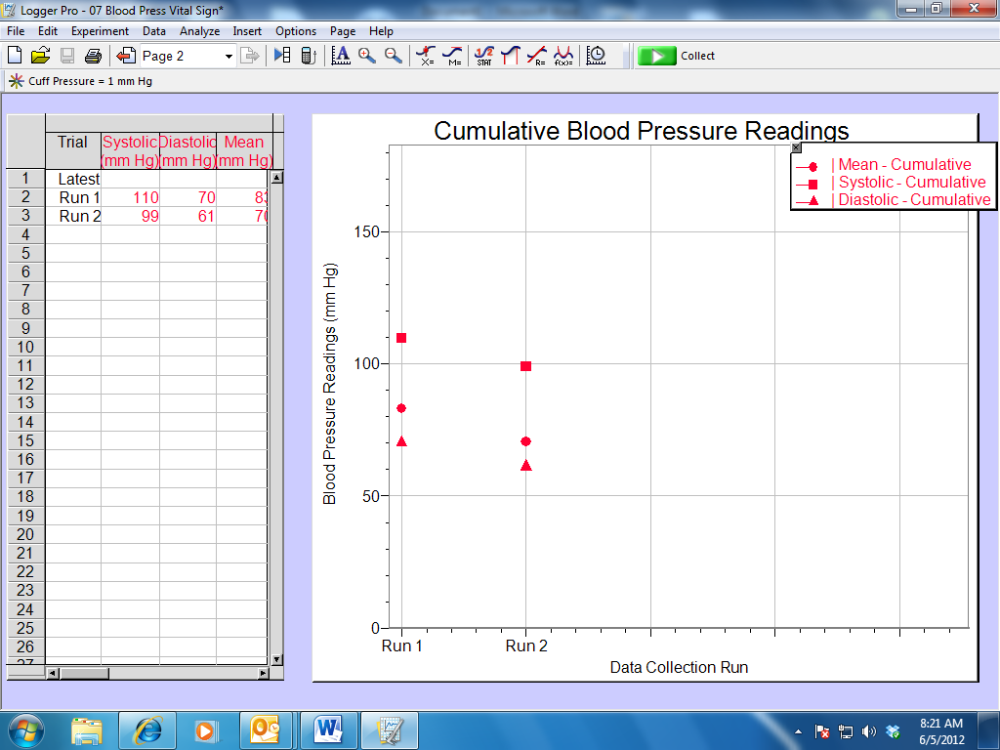 Logger Pro - 07 Blood Press Vital Sign*
File Edit Experiment Data Analyze Insert Options Page Help
Page 2
X= M= STAT R= f(x)= Collect
Cuff Pressure = 1 mm Hg
Trial Systolic Diastolic Mean
(mm Hg) (mm Hg) (mm Hg)
1 Latest
2 Run 1 110 70 83
3 Run 2 99 61 70
4
5
6
7
8
9
10
11
12
13
14
15
16
17
18
19
20
21
22
23
24
25
26
27
Cumulative Blood Pressure Readings
Mean - Cumulative
Systolic - Cumulative
Diastolic - Cumulative
Blood Pressure Readings (mm Hg)
150
100
50
0
Run 1 Run 2
Data Collection Run
8:21 AM
6/5/2012